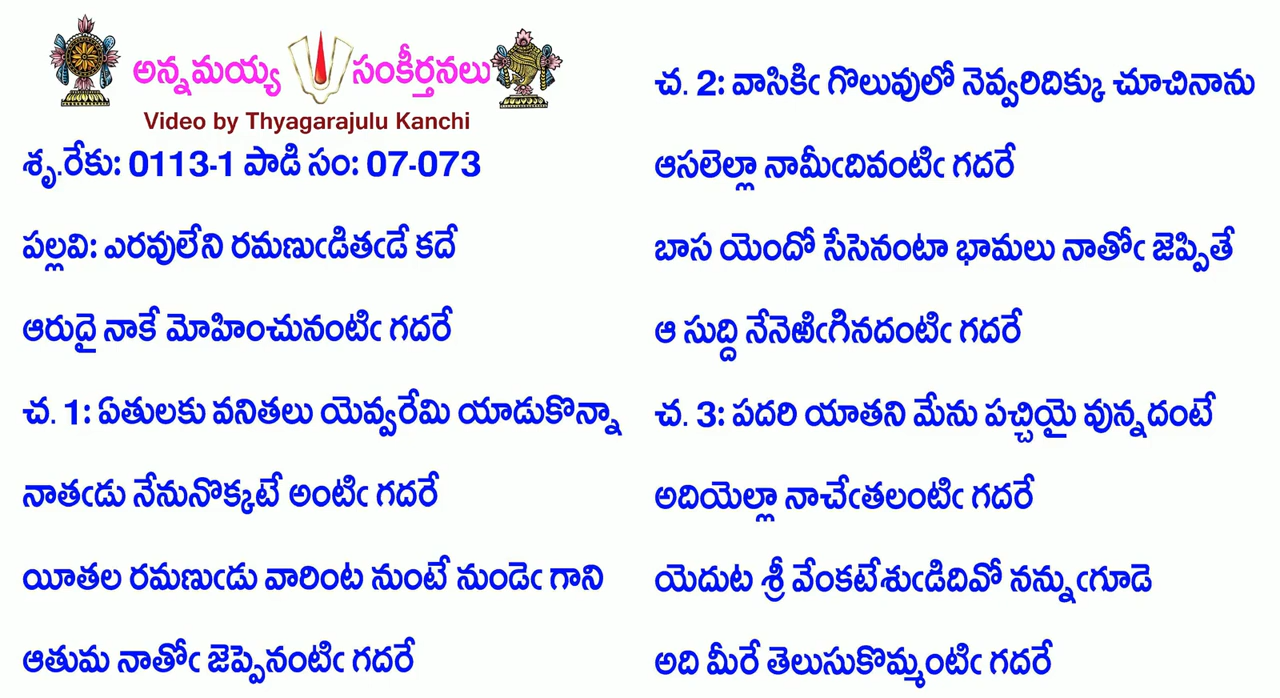 అన్నమయ్య సంకీర్తనలు
Video by Thyagarajulu Kanchi
శృ.రేకు: 0113-1 పాడి సం: 07-073
పల్లవి: ఎరవులేని రమణుఁడితఁడే కదే
ఆరుదై నాకే మోహించునంటిఁ గదరే
చ. 1: ఏతులకు వనితలు యెవ్వరేమి యాడుకొన్నా
నాతఁడు నేనునొక్కటే అంటిఁ గదరే
యీతల రమణుఁడు వారింట నుంటే నుండెఁ గాని
ఆతుమ నాతోఁ జెప్పెనంటిఁ గదరే
చ. 2: వాసికిఁ గొలువులో నెవ్వరిదిక్కు చూచినాను
ఆసలెల్లా నామీఁదివంటిఁ గదరే
బాస యెందో సేసెనంటా భామలు నాతోఁ జెప్పితే
ఆ సుద్ది నేనెఱిఁగినదంటిఁ గదరే
చ. 3: పదరి యాతని మేను పచ్చియై వున్నదంటే
అదియెల్లా నాచేఁతలంటిఁ గదరే
యెదుట శ్రీ వేంకటేశుఁడిదివో నన్నుఁగూడె
అది మీరే తెలుసుకొమ్మంటిఁ గదరే